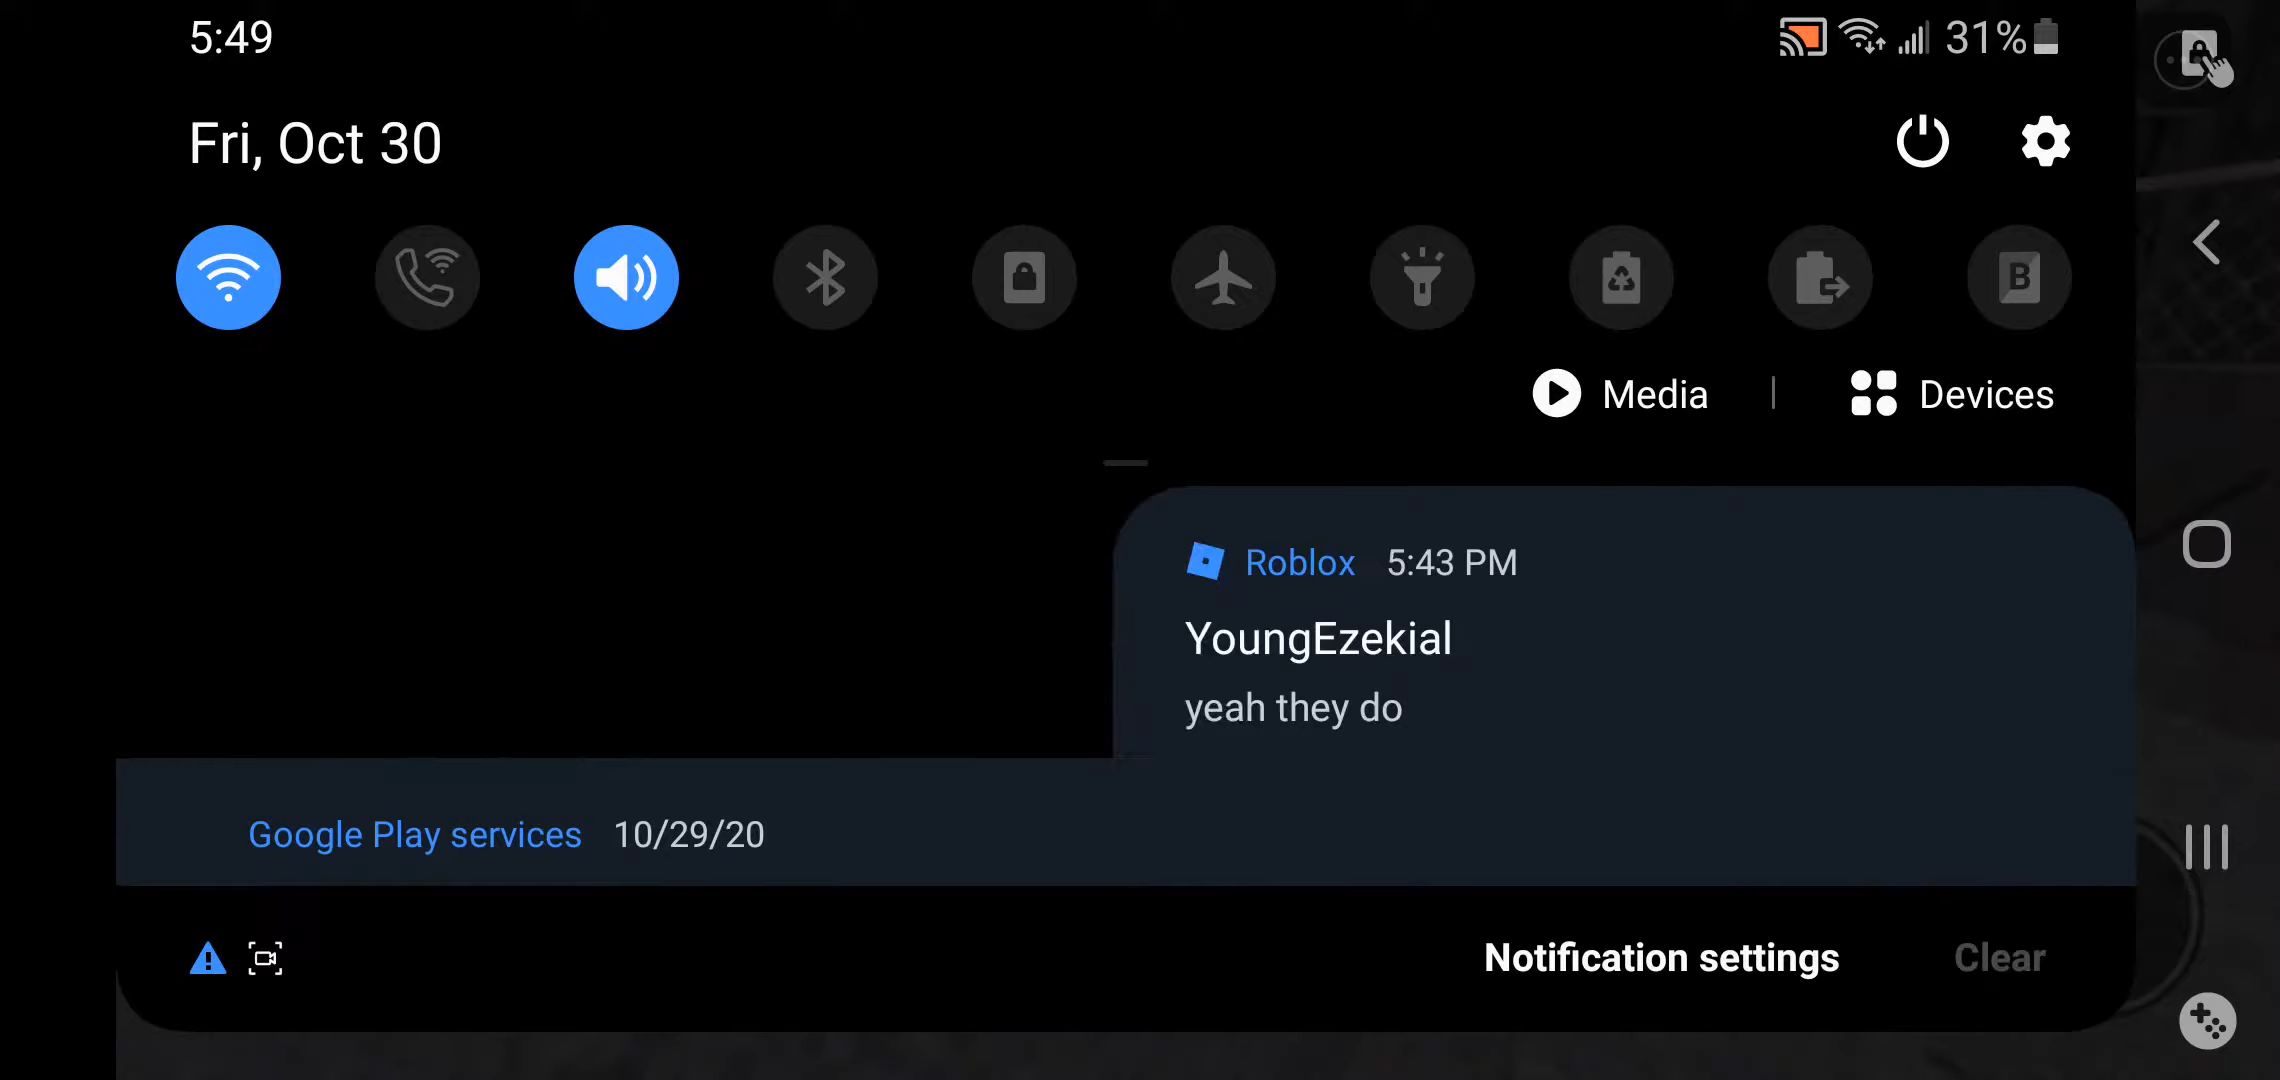 5:49
31%
Fri, Oct 30
B
Media
Devices
Roblox 5:43 PM
YoungEzekial
yeah they do
Google Play services 10/29/20
Notification settings
Clear